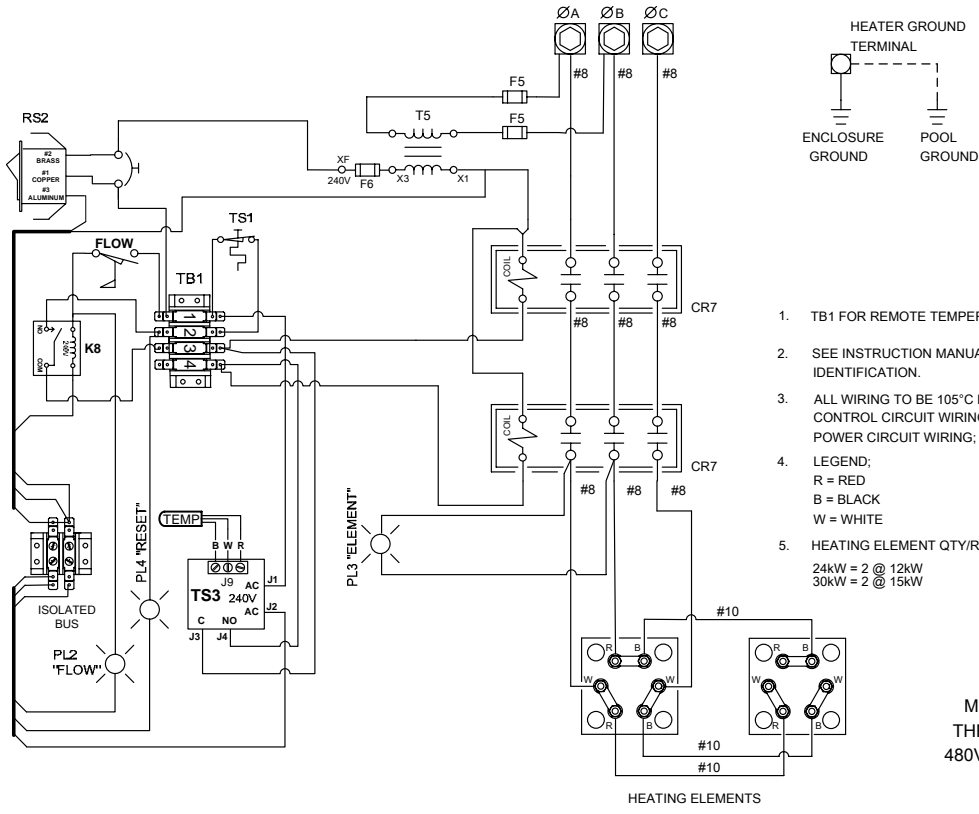 ØA ØB ØC
HEATER GROUND
TERMINAL
ENCLOSURE
GROUND
POOL
GROUND
#8 #8 #8
F5
F5
T5
RS2
#2
BRASS
#1
COPPER
#3
ALUMINUM
XF
240V
F6
X3
X1
FLOW
TS1
TB1
1
2
3
4
NO
COM
240V
K8
COIL
CR7
#8 #8 #8
COIL
CR7
#8 #8 #8
1. TB1 FOR REMOTE TEMPER
2. SEE INSTRUCTION MANUA
IDENTIFICATION.
3. ALL WIRING TO BE 105°C
CONTROL CIRCUIT WIRING
POWER CIRCUIT WIRING;
4. LEGEND;
R = RED
B = BLACK
W = WHITE
5. HEATING ELEMENT QTY/R
24kW = 2 @ 12kW
30kW = 2 @ 15kW
ISOLATED
BUS
PL2
"FLOW"
PL4 "RESET"
TEMP
B W R
J9
TS3
240V
AC
AC
C NO
J1
J2
J3 J4
PL3 "ELEMENT"
#10
R B
W W
R B
R B
W W
R B
#10
#10
HEATING ELEMENTS
M
THI
480V